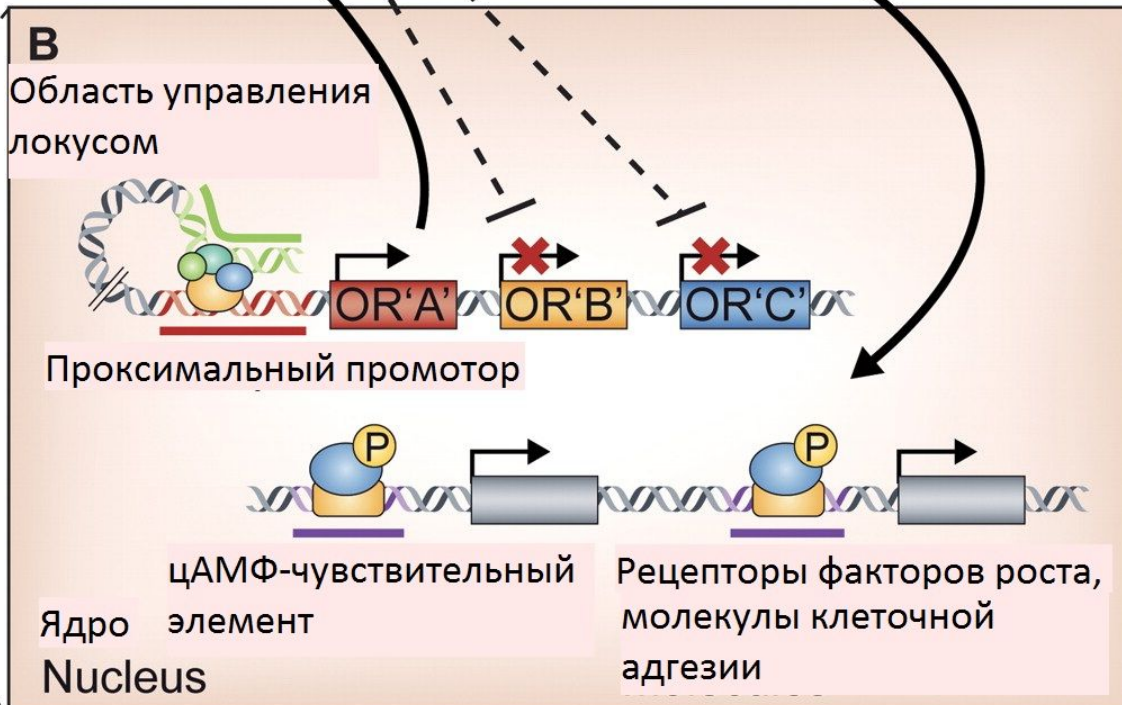 B
Область управления
локусом
OR‘A’ OR‘B’ OR‘C’
Проксимальный промотор
P P
цАМФ-чувствительный
элемент
Рецепторы факторов роста,
молекулы клеточной
адгезии
Ядро
Nucleus